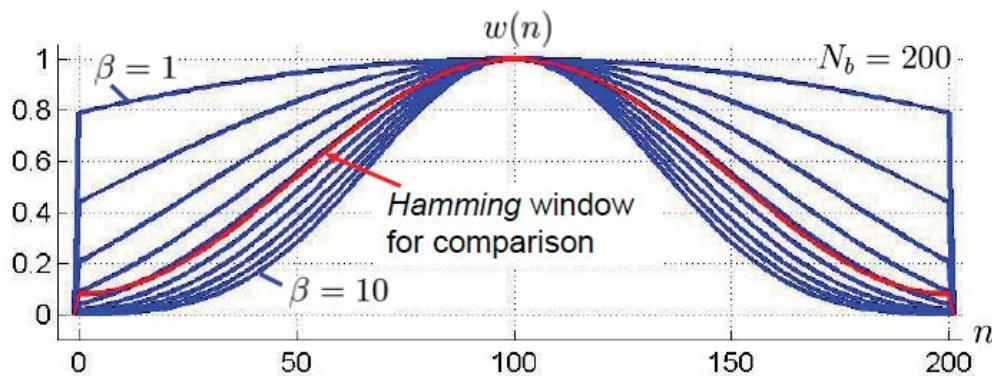 w(n)
1
β = 1
N_b = 200
0.8
0.6
0.4
Hamming window
for comparison
0.2
β = 10
0
0 50 100 150 200 n